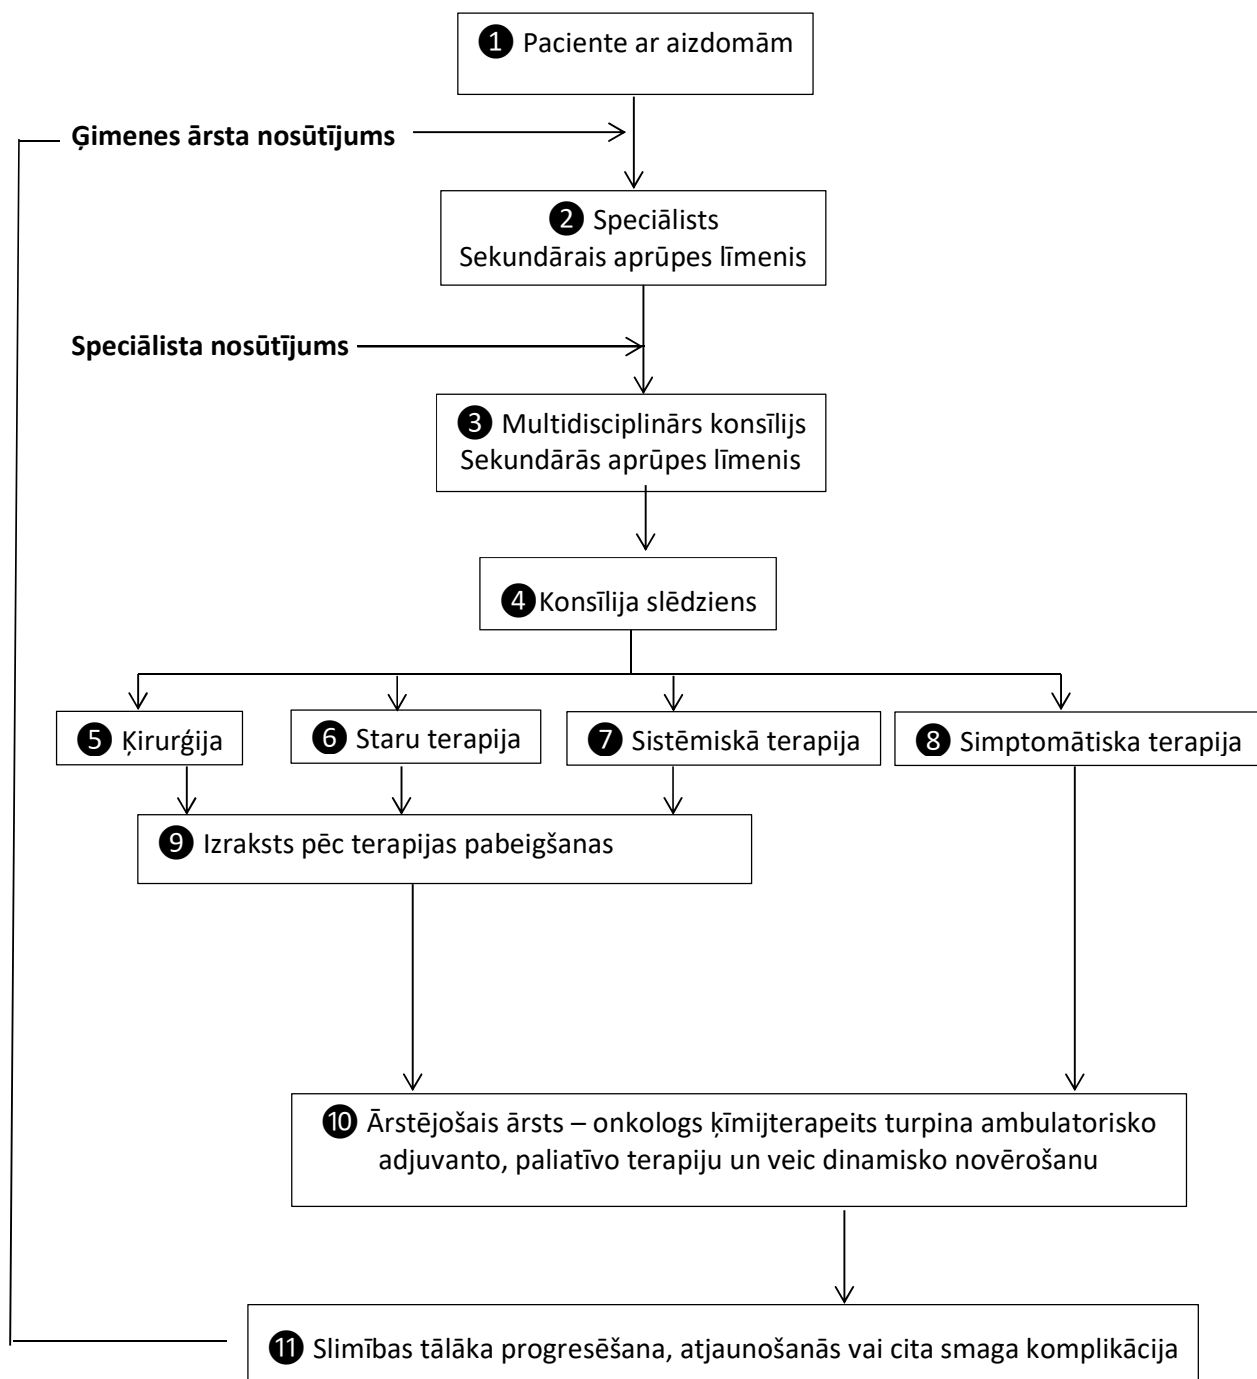 ❶ Paciente ar aizdomām
Ģimenes ārsta nosūtījums
❷ Speciālists
Sekundārais aprūpes līmenis
Speciālista nosūtījums
❸ Multidisciplinārs konsīlijs
Sekundārās aprūpes līmenis
❹Konsīlija slēdziens
❺ Ķirurģija
❻ Staru terapija
❼ Sistēmiskā terapija
❽ Simptomātiska terapija
❾ Izraksts pēc terapijas pabeigšanas
❿ Ārstējošais ārsts – onkologs ķīmijterapeits turpina ambulatorisko
adjuvanto, paliatīvo terapiju un veic dinamisko novērošanu
⓫ Slimības tālāka progresēšana, atjaunošanās vai cita smaga komplikācija